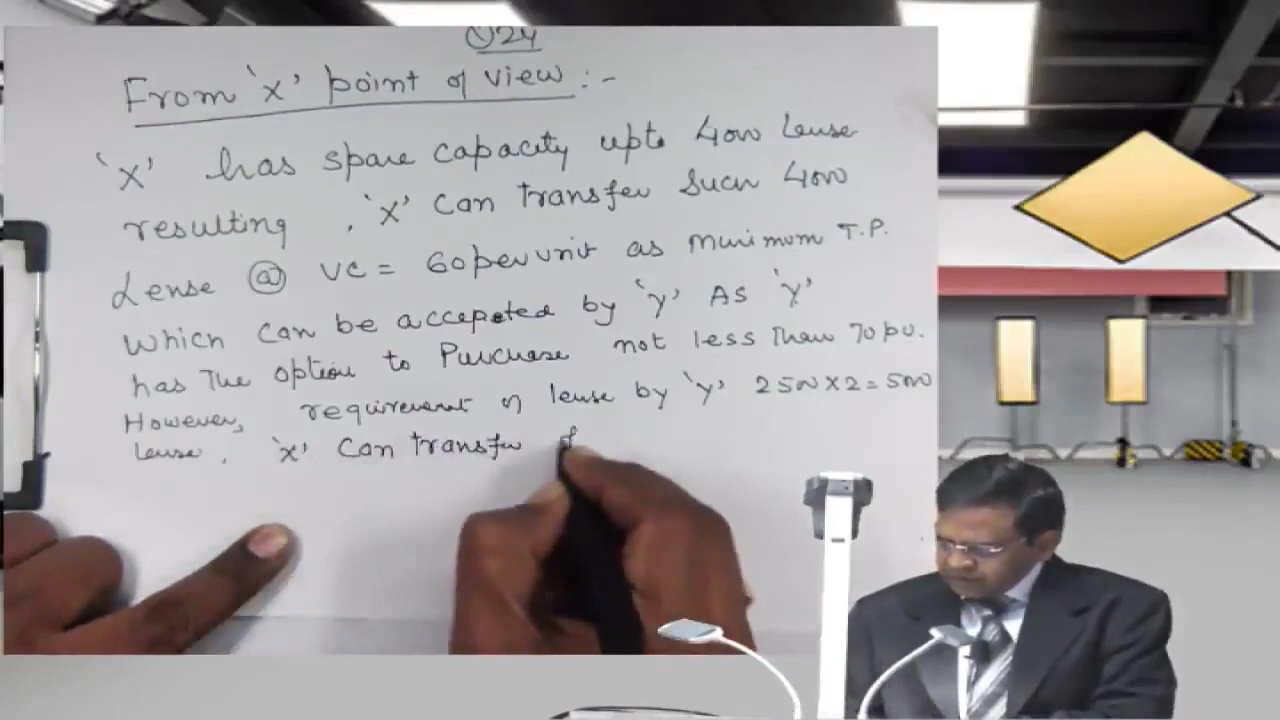 Q24
From 'x' point of view :-
'x' has spare capacity upto 4000 lense
resulting, 'x' can transfer such 4000
Lense @ VC = 60 per unit as minimum T.P.
which can be accepeted by 'y' As 'y'
has The option to Purchase not less Than 70 pu.
However, requirement of lense by 'y' 2500 X 2 = 5000
lense, 'x' can transfer